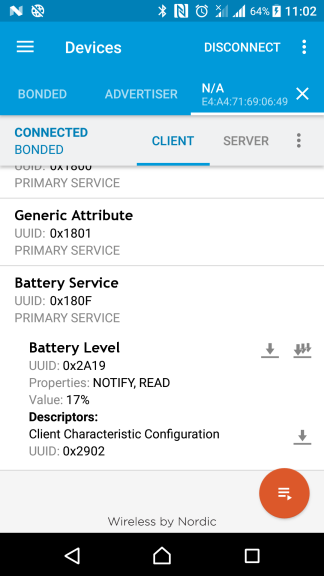 64% 11:02
Devices
DISCONNECT
BONDED
ADVERTISER
N/A
E4:A4:71:69:06:49
CONNECTED
BONDED
CLIENT
SERVER
UUID: 0x1800
PRIMARY SERVICE
Generic Attribute
UUID: 0x1801
PRIMARY SERVICE
Battery Service
UUID: 0x180F
PRIMARY SERVICE
Battery Level
UUID: 0x2A19
Properties: NOTIFY, READ
Value: 17%
Descriptors:
Client Characteristic Configuration
UUID: 0x2902
Wireless by Nordic